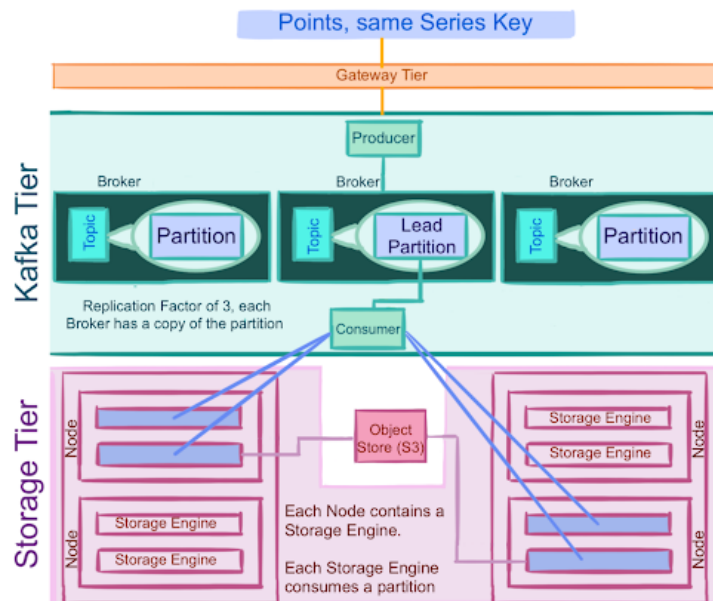 Points, same Series Key
Gateway Tier
Kafka Tier
Producer
Broker
Broker
Broker
Topic
Partition
Topic
Lead
Partition
Topic
Partition
Replication Factor of 3, each
Broker has a copy of the partition
Consumer
Storage Tier
Node
Object
Store (S3)
Storage Engine
Storage Engine
Node
Node
Storage Engine
Storage Engine
Each Node contains a
Storage Engine.
Each Storage Engine
consumes a partition
Node